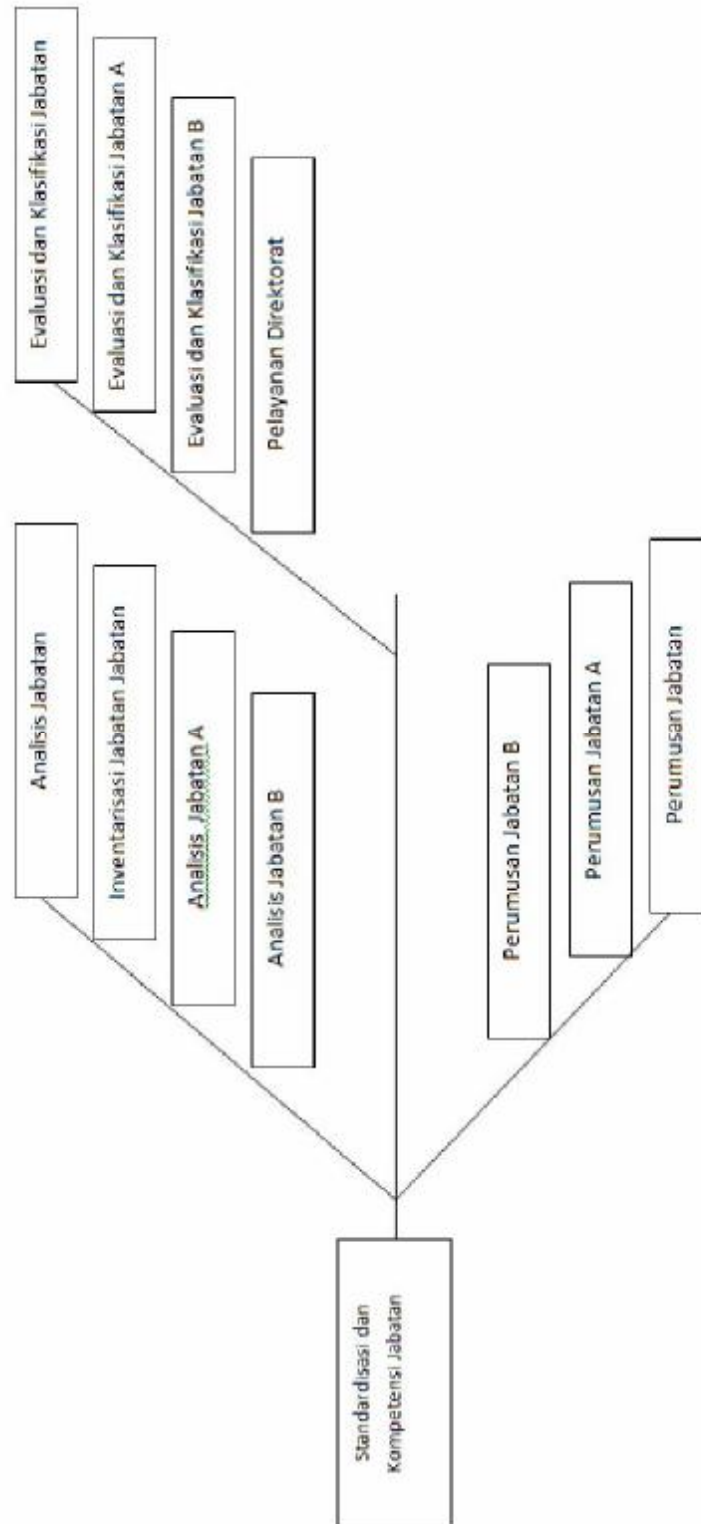 Standardisasi dan
Kompetensi Jabatan
Analisis Jabatan
Inventarisasi Jabatan Jabatan
Analisis Jabatan A
Analisis Jabatan B
Evaluasi dan Klasifikasi Jabatan
Evaluasi dan Klasifikasi Jabatan A
Evaluasi dan Klasifikasi Jabatan B
Pelayanan Direktorat
Perumusan Jabatan B
Perumusan Jabatan A
Perumusan Jabatan